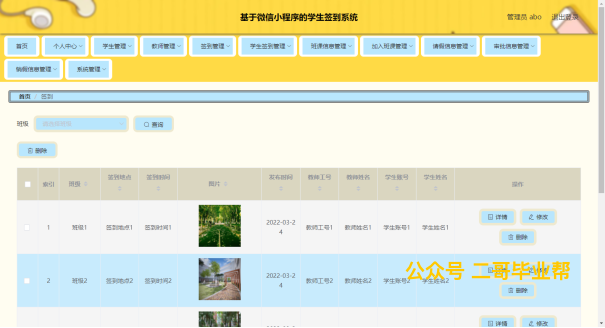 基于微信小程序的学生签到系统
管理员 abo 退出登录
首页 个人中心 学生管理 教师管理 签到管理 学生签到管理 班课信息管理 加入班课管理 请假信息管理 审批信息管理
销假信息管理 系统管理
首页 / 签到
班级 查询
删除
索引 班级 签到地点 签到时间 图片 发布时间 教师工号 教师姓名 学生账号 学生姓名 操作
1 班级1 签到地点1 签到时间1 2022-03-24 教师工号1 教师姓名1 学生账号1 学生姓名1 详情 修改
删除
2 班级2 签到地点2 签到时间2 2022-03-24 教师工号2 教师姓名2 学生账号2 学生姓名2
公众号 二哥毕业帮
删除
详情 修改